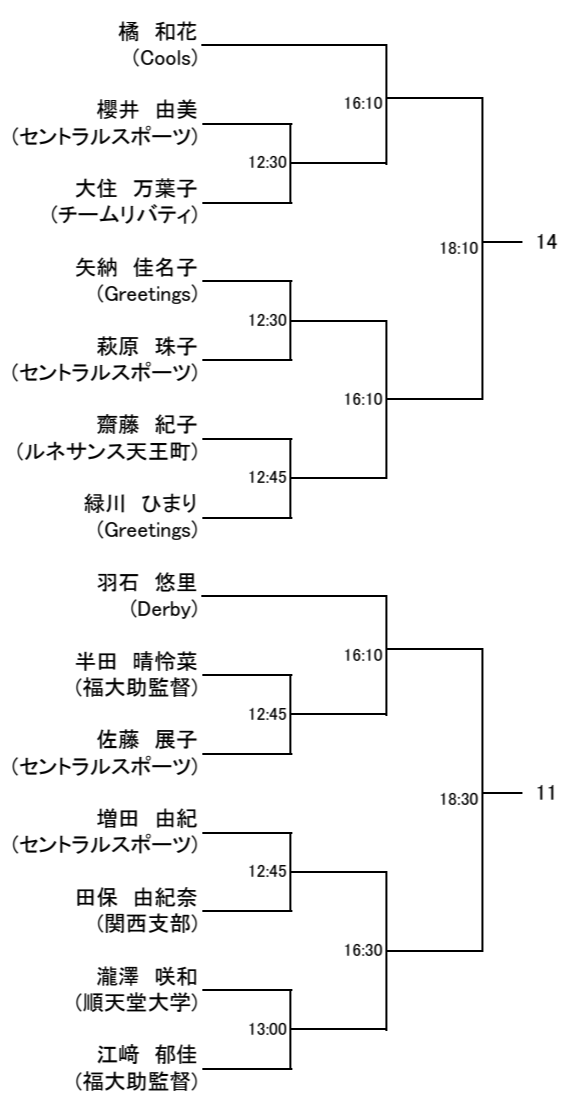 橘　和花
(Cools)
16:10
櫻井　由美
(セントラルスポーツ)
12:30
大住　万葉子
(チームリバティ)
18:10
14
矢納　佳名子
(Greetings)
12:30
萩原　珠子
(セントラルスポーツ)
16:10
齋藤　紀子
(ルネサンス天王町)
12:45
緑川　ひまり
(Greetings)
羽石　悠里
(Derby)
16:10
半田　晴怜菜
(福大助監督)
12:45
佐藤　展子
(セントラルスポーツ)
18:30
11
増田　由紀
(セントラルスポーツ)
12:45
田保　由紀奈
(関西支部)
16:30
瀧澤　咲和
(順天堂大学)
13:00
江﨑　郁佳
(福大助監督)